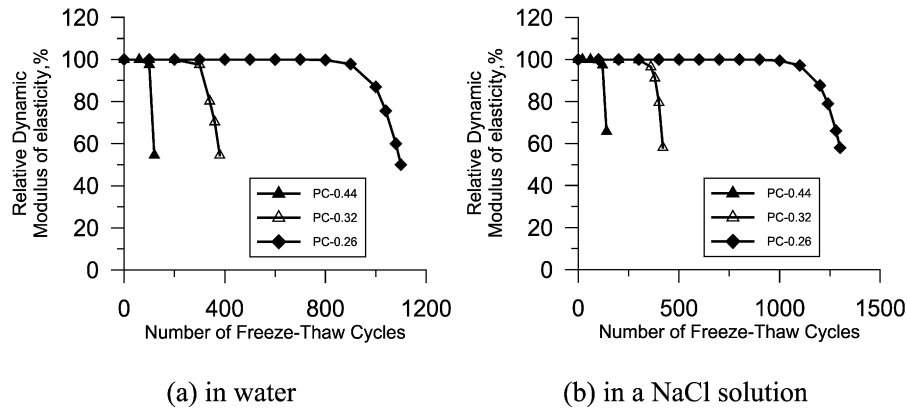 120
100
80
60
40
20
0
Relative Dynamic
Modulus of elasticity,%
PC-0.44
PC-0.32
PC-0.26
0 400 800 1200
Number of Freeze-Thaw Cycles
(a) in water
120
100
80
60
40
20
0
Relative Dynamic
Modulus of elasticity,%
PC-0.44
PC-0.32
PC-0.26
0 500 1000 1500
Number of Freeze-Thaw Cycles
(b) in a NaCl solution